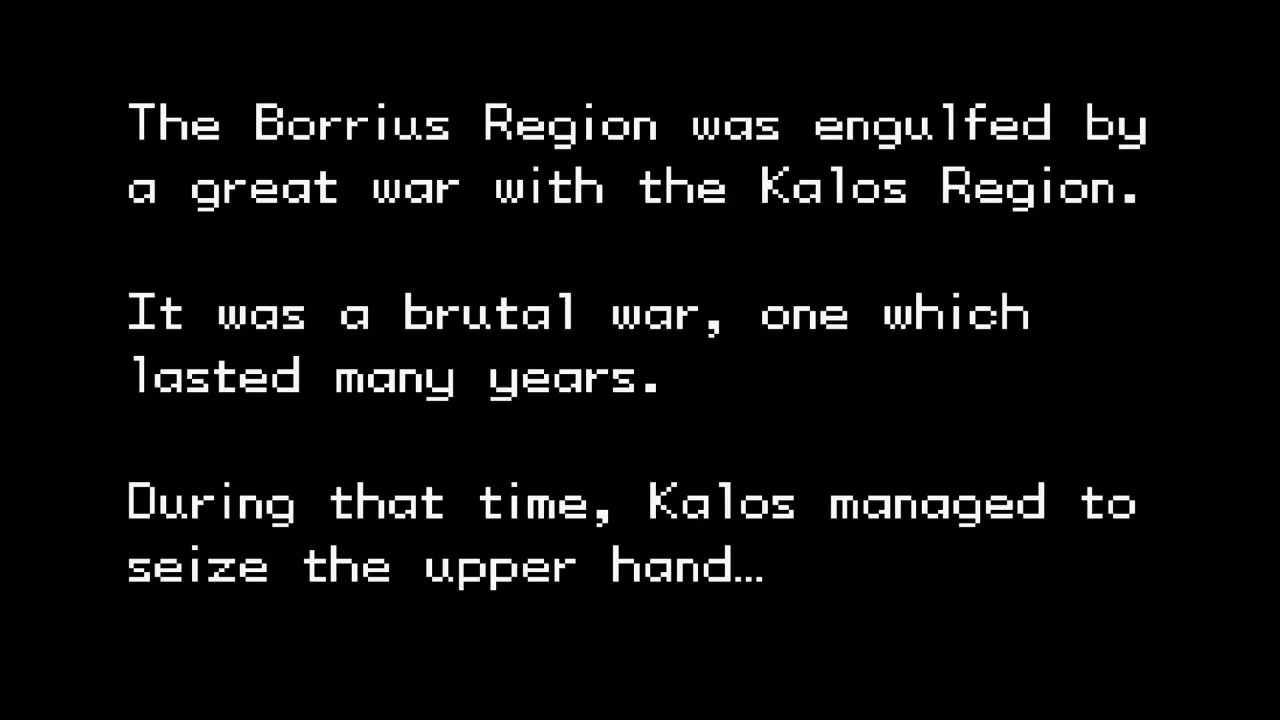 The Borrius Region was engulfed by
a great war with the Kalos Region.
It was a brutal war, one which
lasted many years.
During that time, Kalos managed to
seize the upper hand…